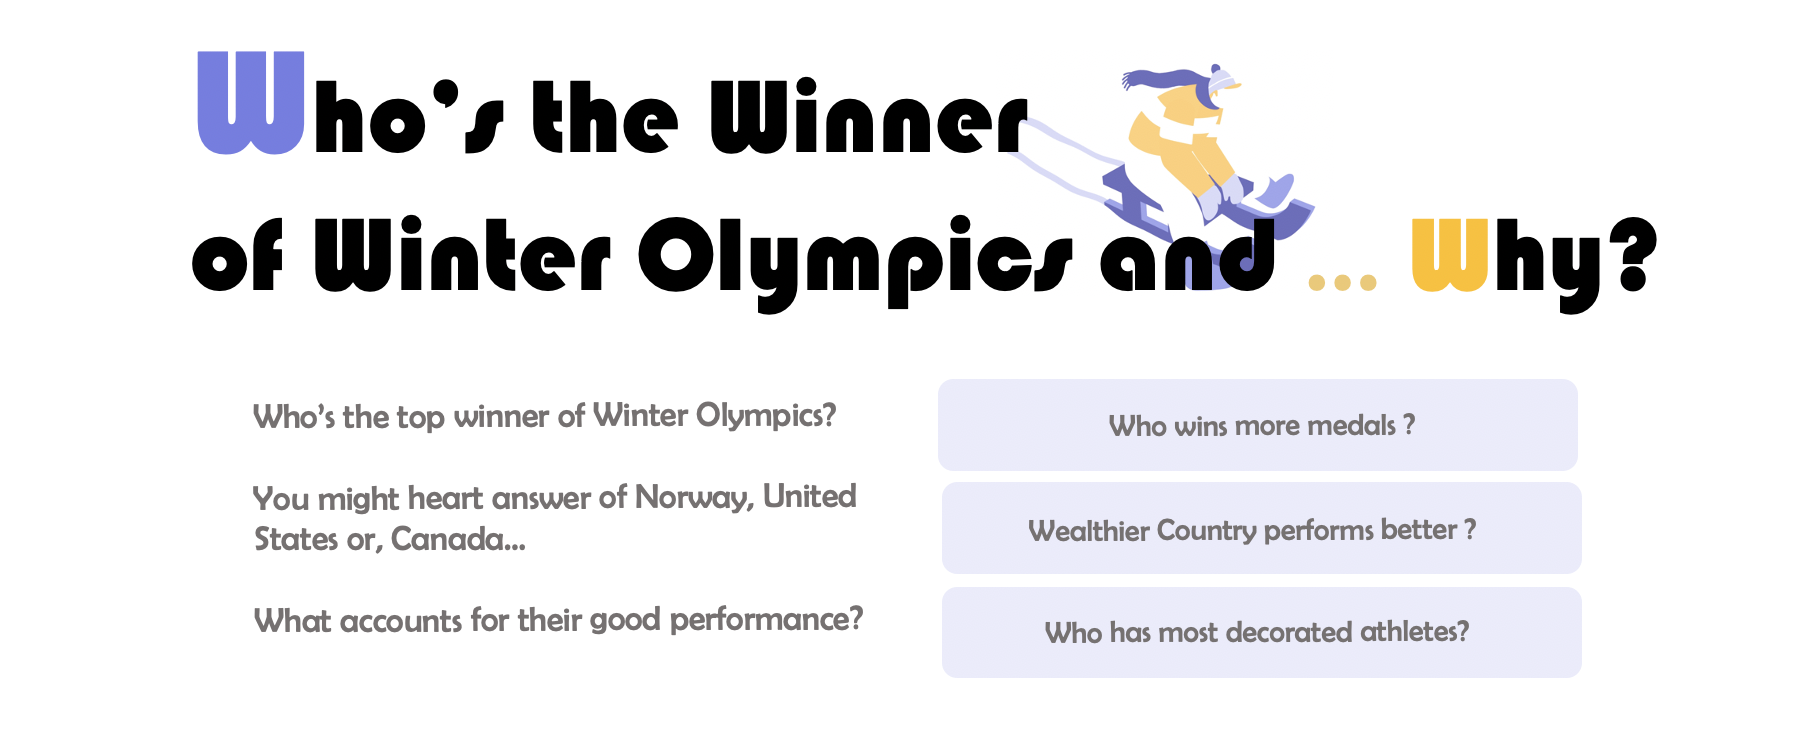 Who's the Winner
of Winter Olympics and ... Why?
Who's the top winner of Winter Olympics?
You might heart answer of Norway, United
States or, Canada...
What accounts for their good performance?
Who wins more medals ?
Wealthier Country performs better ?
Who has most decorated athletes?